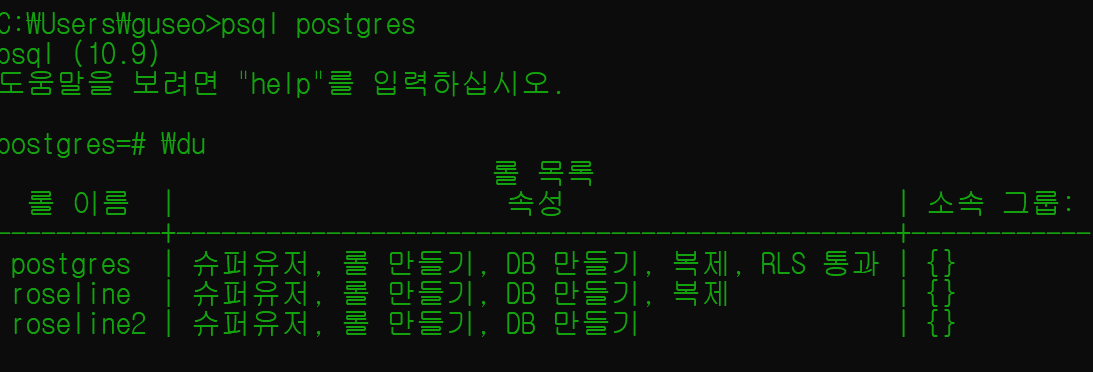 C:₩Users₩guseo>psql postgres
psql (10.9)
도움말을 보려면 "help"를 입력하십시오.
postgres=# ₩du
롤 목록
롤 이름 | 속성 | 소속 그룹:
-----------+------------------------------------------------+------------
postgres | 슈퍼유저, 롤 만들기, DB 만들기, 복제, RLS 통과 | {}
roseline | 슈퍼유저, 롤 만들기, DB 만들기, 복제 | {}
roseline2 | 슈퍼유저, 롤 만들기, DB 만들기 | {}